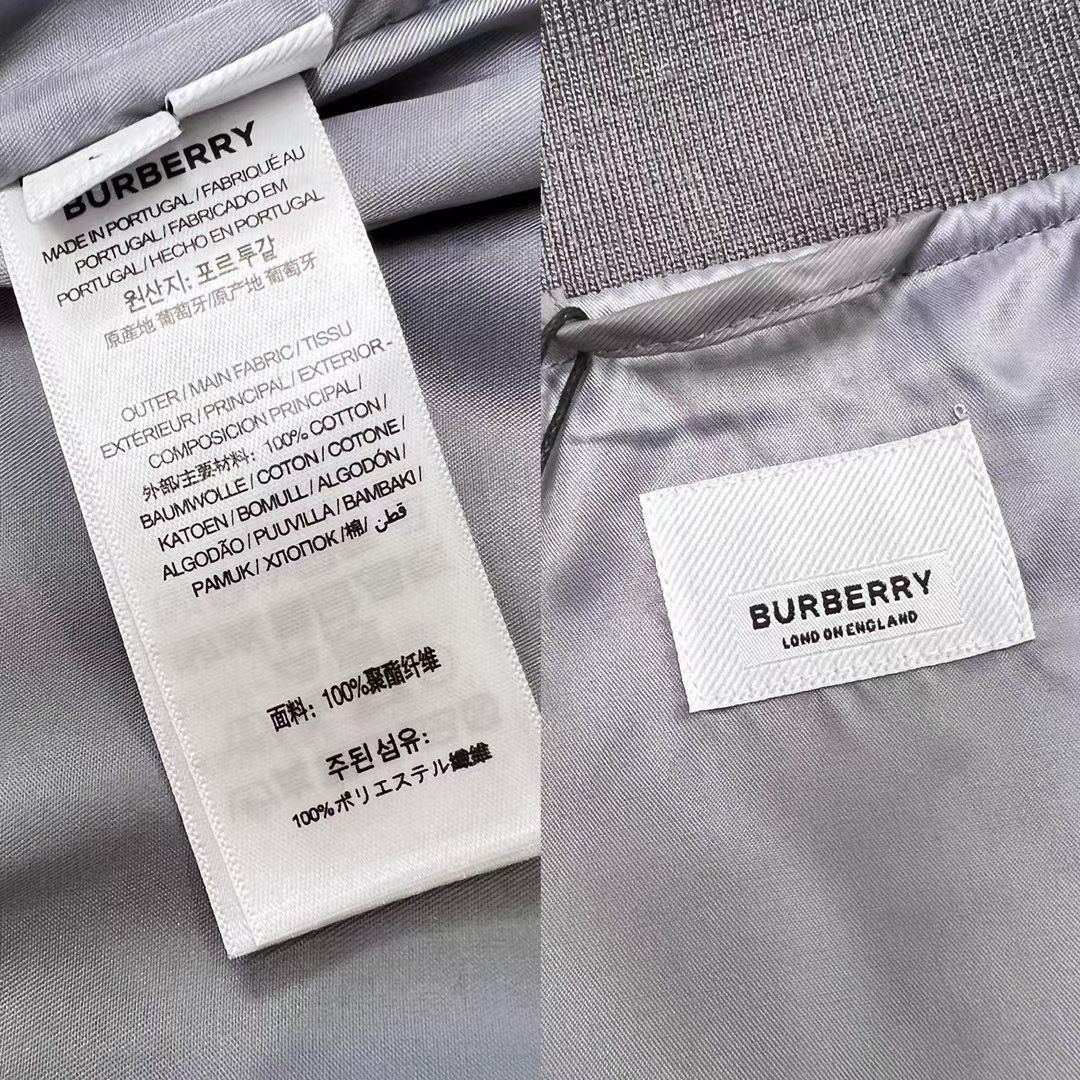 BURBERRY
MADE IN PORTUGAL / FABRIQUÉ AU
PORTUGAL / FABRICADO EM
PORTUGAL / HECHO EN PORTUGAL
원산지: 포르투갈
原産地 葡萄牙/原产地 葡萄牙
OUTER / MAIN FABRIC / TISSU
EXTÉRIEUR / PRINCIPAL / EXTERIOR -
COMPOSICION PRINCIPAL /
外部/主要材料: 100% COTTON /
BAUMWOLLE / COTON / COTONE /
KATOEN / BOMULL / ALGODÓN /
ALGODÃO / PUUVILLA / BAMBAKI /
PAMUK / ХЛОПОК /棉/ قطن
面料: 100%聚酯纤维
주된 섬유:
100%ポリエステル繊維
BURBERRY
LONDON ENGLAND